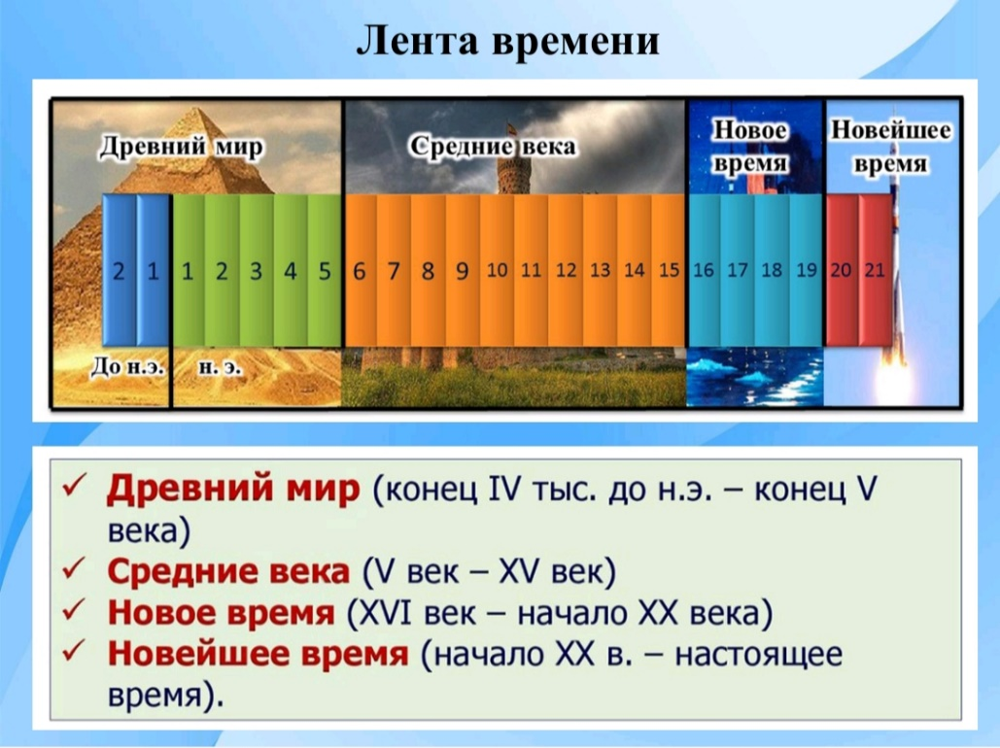 Лента времени
Древний мир
Средние века
Новое
время
Новейшее
время
2 1 1 2 3 4 5 6 7 8 9 10 11 12 13 14 15 16 17 18 19 20 21
До н.э. н. э.
✓ Древний мир (конец IV тыс. до н.э. – конец V
века)
✓ Средние века (V век – XV век)
✓ Новое время (XVI век – начало XX века)
✓ Новейшее время (начало XX в. – настоящее
время).